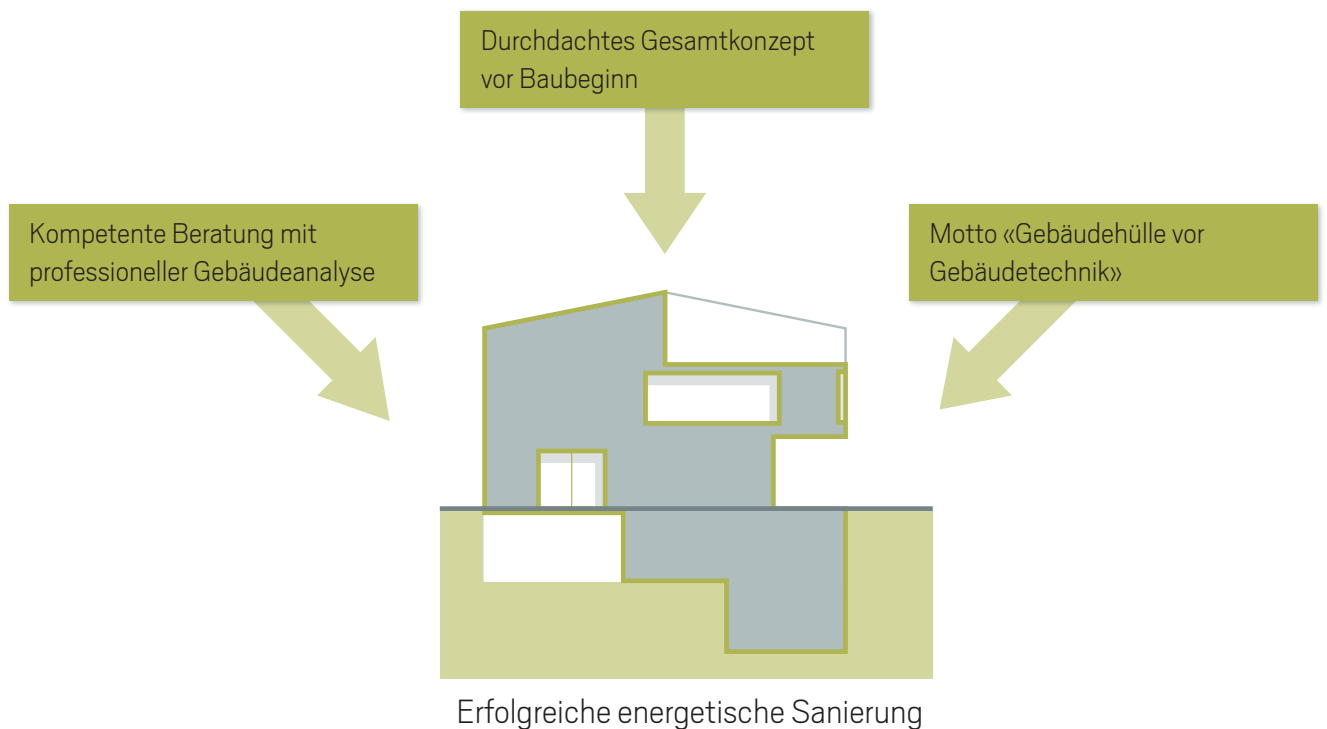 Durchdachtes Gesamtkonzept
vor Baubeginn
Kompetente Beratung mit
professioneller Gebäudeanalyse
Motto «Gebäudehülle vor
Gebäudetechnik»
Erfolgreiche energetische Sanierung